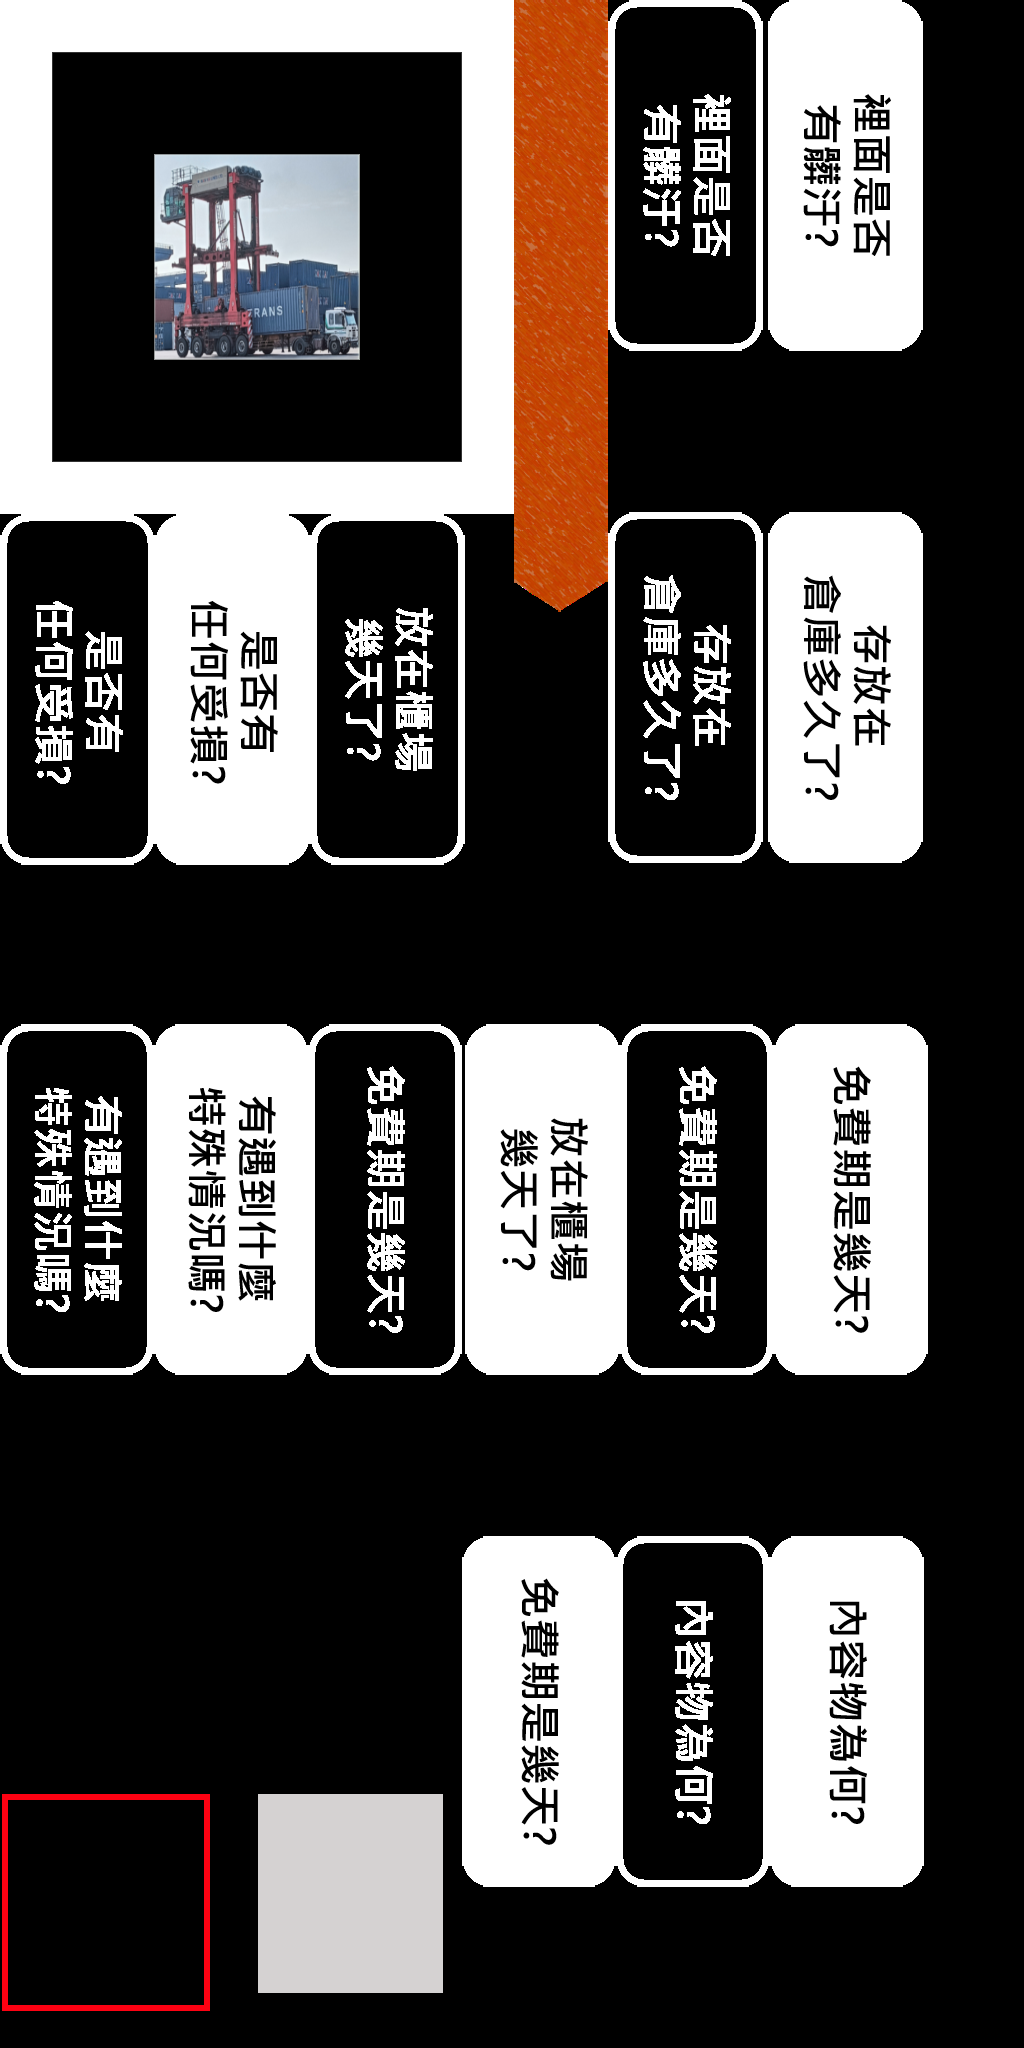 裡面是否
有髒汙?
裡面是否
有髒汙?
TRANS
是否有
任何受損?
是否有
任何受損?
放在櫃場
幾天了?
存放在
倉庫多久了?
存放在
倉庫多久了?
有遇到什麼
特殊情況嗎?
有遇到什麼
特殊情況嗎?
免費期是幾天?
放在櫃場
幾天了?
免費期是幾天?
免費期是幾天?
免費期是幾天?
內容物為何?
內容物為何?